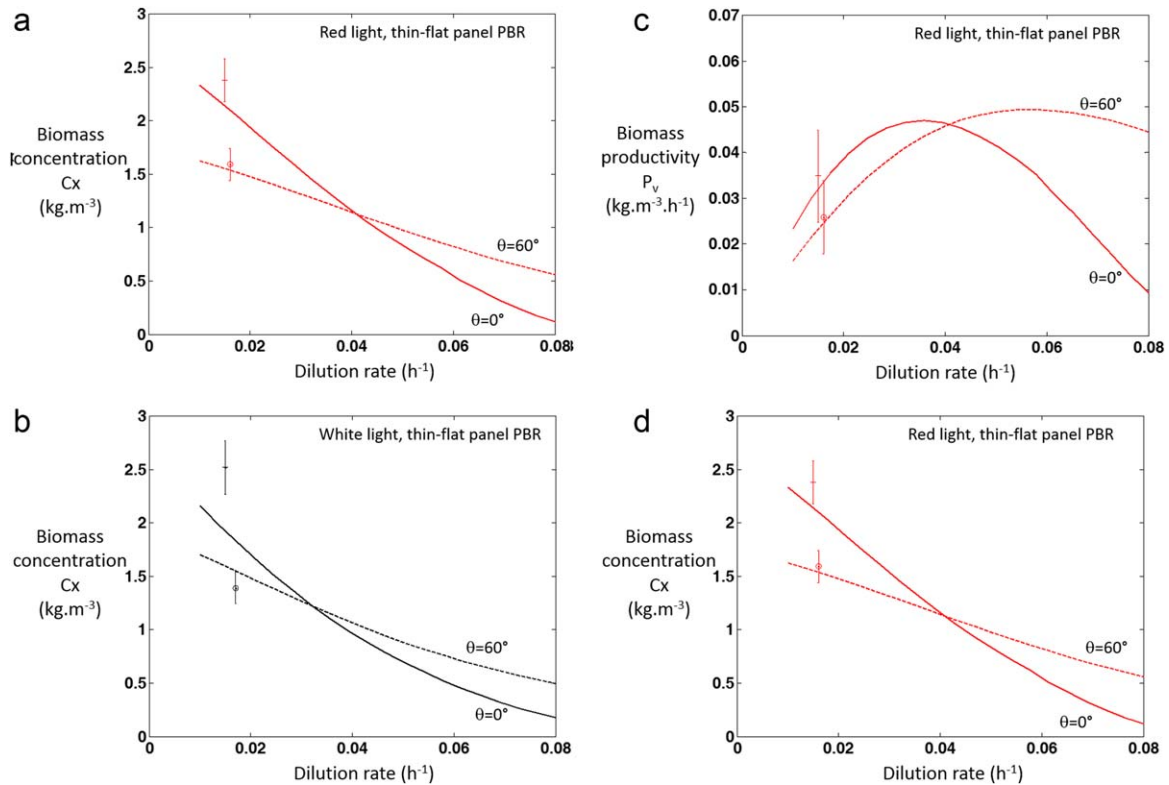 a
Red light, thin-flat panel PBR
3
2.5
2
1.5
1
0.5
0
Biomass
concentration
Cx
(kg.m-3)
θ=60°
θ=0°
0 0.02 0.04 0.06 0.08
Dilution rate (h-1)
c
Red light, thin-flat panel PBR
0.07
0.06
0.05
0.04
0.03
0.02
0.01
0
Biomass
productivity
Pv
(kg.m-3.h-1)
θ=60°
θ=0°
0 0.02 0.04 0.06 0.08
Dilution rate (h-1)
b
White light, thin-flat panel PBR
3
2.5
2
1.5
1
0.5
0
Biomass
concentration
Cx
(kg.m-3)
θ=60°
θ=0°
0 0.02 0.04 0.06 0.08
Dilution rate (h-1)
d
Red light, thin-flat panel PBR
3
2.5
2
1.5
1
0.5
0
Biomass
concentration
Cx
(kg.m-3)
θ=60°
θ=0°
0 0.02 0.04 0.06 0.08
Dilution rate (h-1)